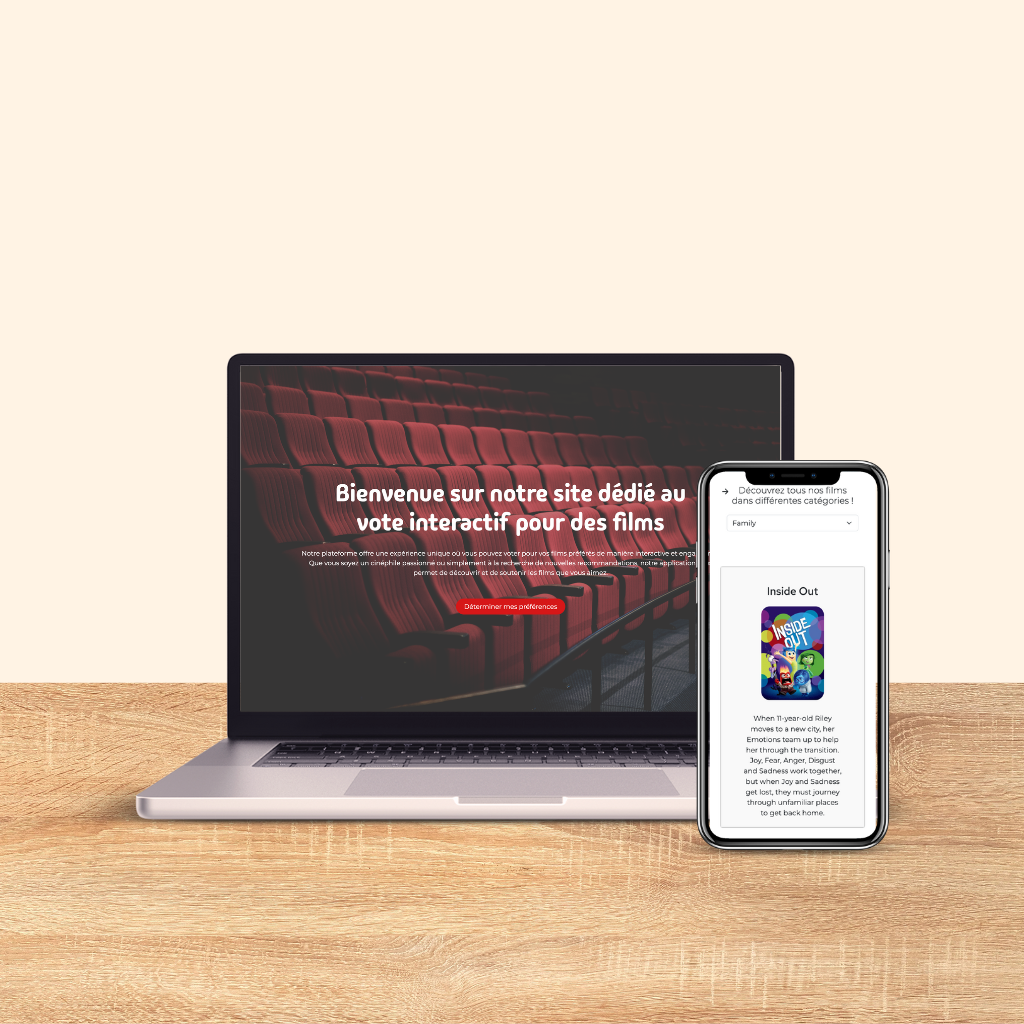 Bienvenue sur notre site dédié au
vote interactif pour des films
Notre plateforme offre une expérience unique où vous pouvez voter pour vos films préférés de manière interactive et
Que vous soyez un cinéphile passionné ou simplement à la recherche de nouvelles recommandations, notre application
permet de découvrir et de soutenir les films que vous aimez.
Déterminer mes préférences
Découvrez tous nos films
dans différentes catégories !
Family
Inside Out
INSIDE
OUT
When 11-year-old Riley
moves to a new city, her
Emotions team up to help
her through the transition.
Joy, Fear, Anger, Disgust
and Sadness work together,
but when Joy and Sadness
get lost, they must journey
through unfamiliar places
to get back home.